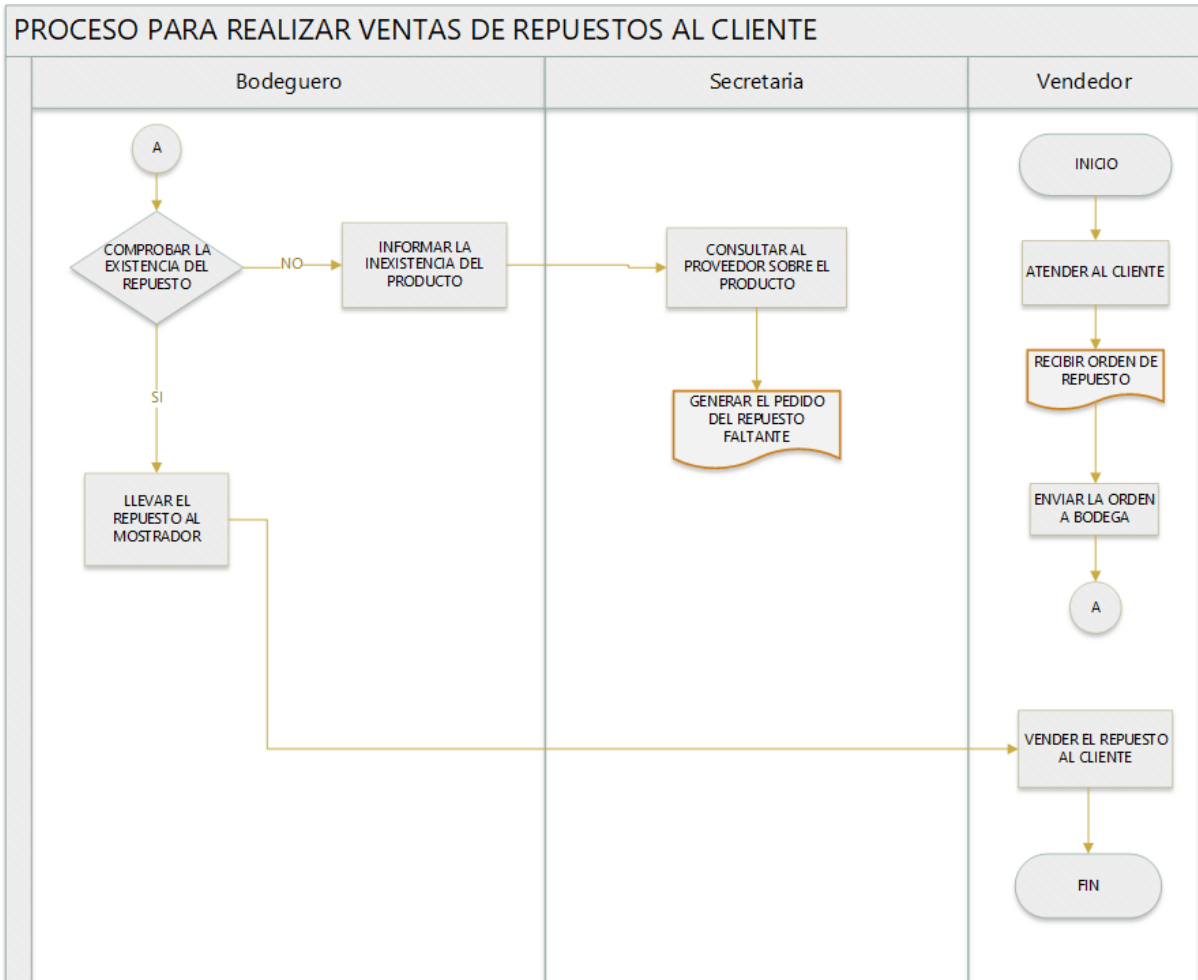 PROCESO PARA REALIZAR VENTAS DE REPUESTOS AL CLIENTE
Bodeguero
Secretaria
Vendedor
A
COMPROBAR LA
EXISTENCIA DEL
REPUESTO
NO
INFORMAR LA
INEXISTENCIA DEL
PRODUCTO
SI
LLEVAR EL
REPUESTO AL
MOSTRADOR
CONSULTAR AL
PROVEEDOR SOBRE EL
PRODUCTO
GENERAR EL PEDIDO
DEL REPUESTO
FALTANTE
INICIO
ATENDER AL CLIENTE
RECIBIR ORDEN DE
REPUESTO
ENVIAR LA ORDEN
A BODEGA
A
VENDER EL REPUESTO
AL CLIENTE
FIN